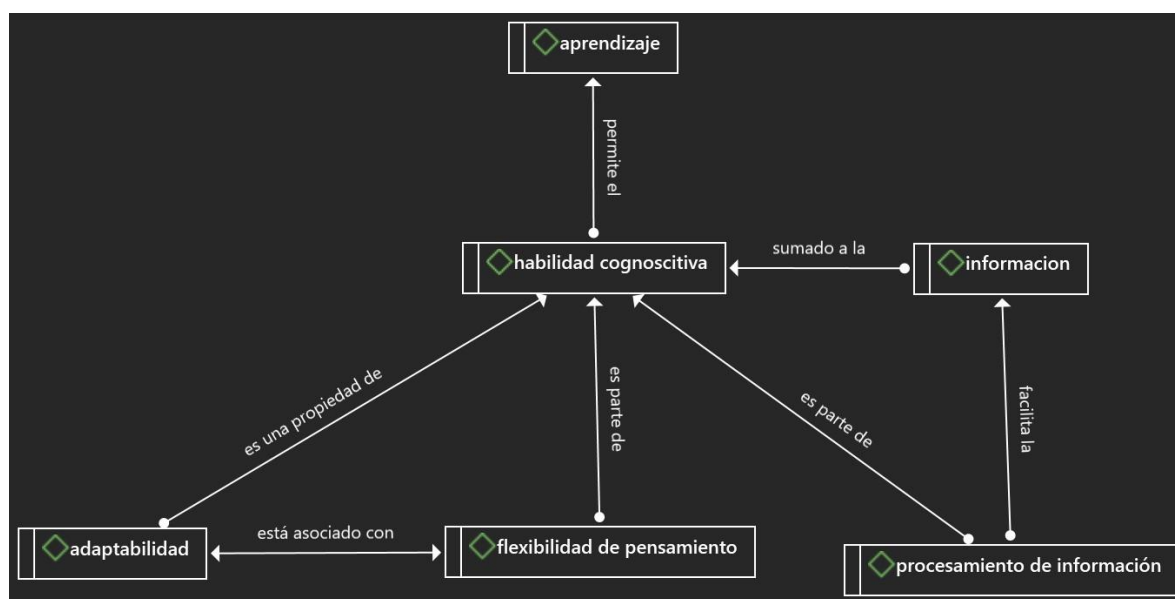 aprendizaje
permite el
habilidad cognoscitiva
sumado a la
informacion
es una propiedad de
es parte de
es parte de
facilita la
adaptabilidad
está asociado con
flexibilidad de pensamiento
procesamiento de información